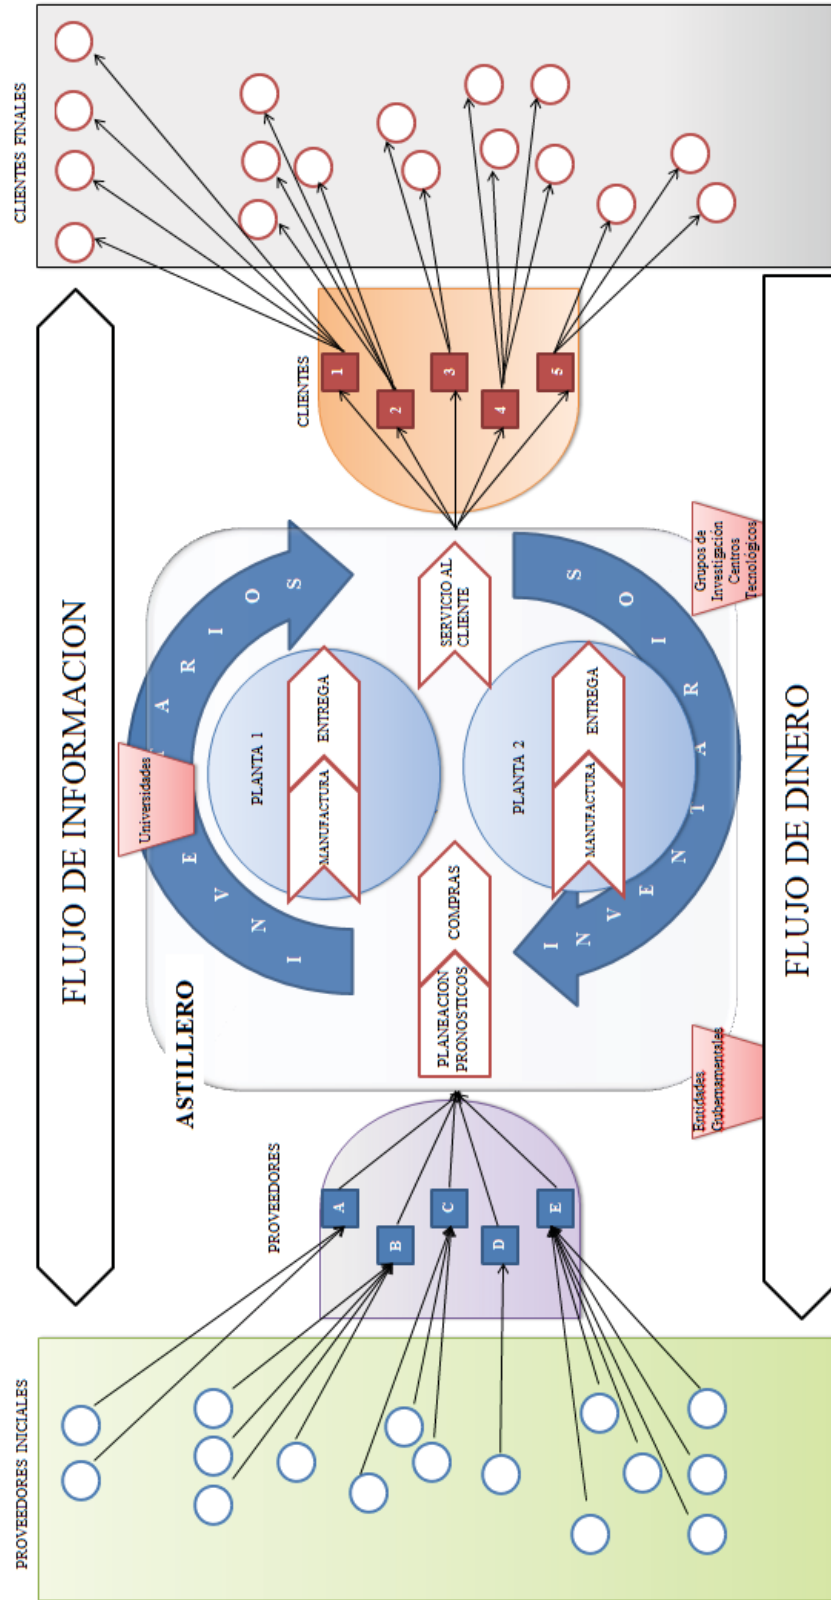 FLUJO DE INFORMACION
PROVEEDORES INICIALES
PROVEEDORES
A
B
C
D
E
ASTILLERO
Universidades
PLANTA 1
MANUFACTURA
ENTREGA
I N V E T A R I O S
PLANEACION
PRONOSTICOS
COMPRAS
SERVICIO AL
CLIENTE
PLANTA 2
MANUFACTURA
ENTREGA
I N V E N T A R I O S
CLIENTES
1
2
3
4
5
CLIENTES FINALES
Entidades
Gubernamentales
Grupos de
Investigación
Centros
Tecnológicos
FLUJO DE DINERO